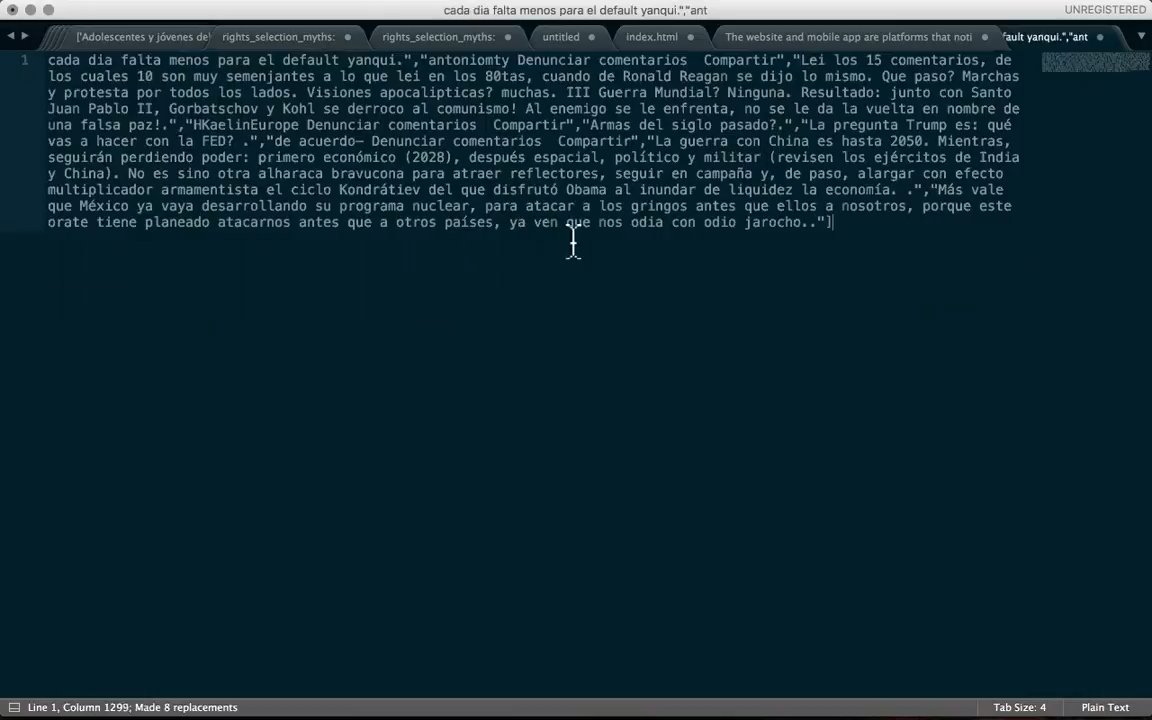 cada dia falta menos para el default yanqui.","ant
UNREGISTERED
['Adolescentes y jóvenes de
rights_selection_myths:
rights_selection_myths:
untitled
index.html
The website and mobile app are platforms that noti
fault yanqui.","ant
1
cada dia falta menos para el default yanqui.","antoniomty Denunciar comentarios  Compartir","Lei los 15 comentarios, de
los cuales 10 son muy semenjantes a lo que lei en los 80tas, cuando de Ronald Reagan se dijo lo mismo. Que paso? Marchas
y protesta por todos los lados. Visiones apocalipticas? muchas. III Guerra Mundial? Ninguna. Resultado: junto con Santo
Juan Pablo II, Gorbatschov y Kohl se derroco al comunismo! Al enemigo se le enfrenta, no se le da la vuelta en nombre de
una falsa paz!.","HKaelinEurope Denunciar comentarios  Compartir","Armas del siglo pasado?.","La pregunta Trump es: qué
vas a hacer con la FED? .","de acuerdo— Denunciar comentarios  Compartir","La guerra con China es hasta 2050. Mientras,
seguirán perdiendo poder: primero económico (2028), después espacial, político y militar (revisen los ejércitos de India
y China). No es sino otra alharaca bravucona para atraer reflectores, seguir en campaña y, de paso, alargar con efecto
multiplicador armamentista el ciclo Kondrátiev del que disfrutó Obama al inundar de liquidez la economía. .","Más vale
que México ya vaya desarrollando su programa nuclear, para atacar a los gringos antes que ellos a nosotros, porque este
orate tiene planeado atacarnos antes que a otros países, ya ven que nos odia con odio jarocho.."]
Line 1, Column 1299; Made 8 replacements
Tab Size: 4
Plain Text